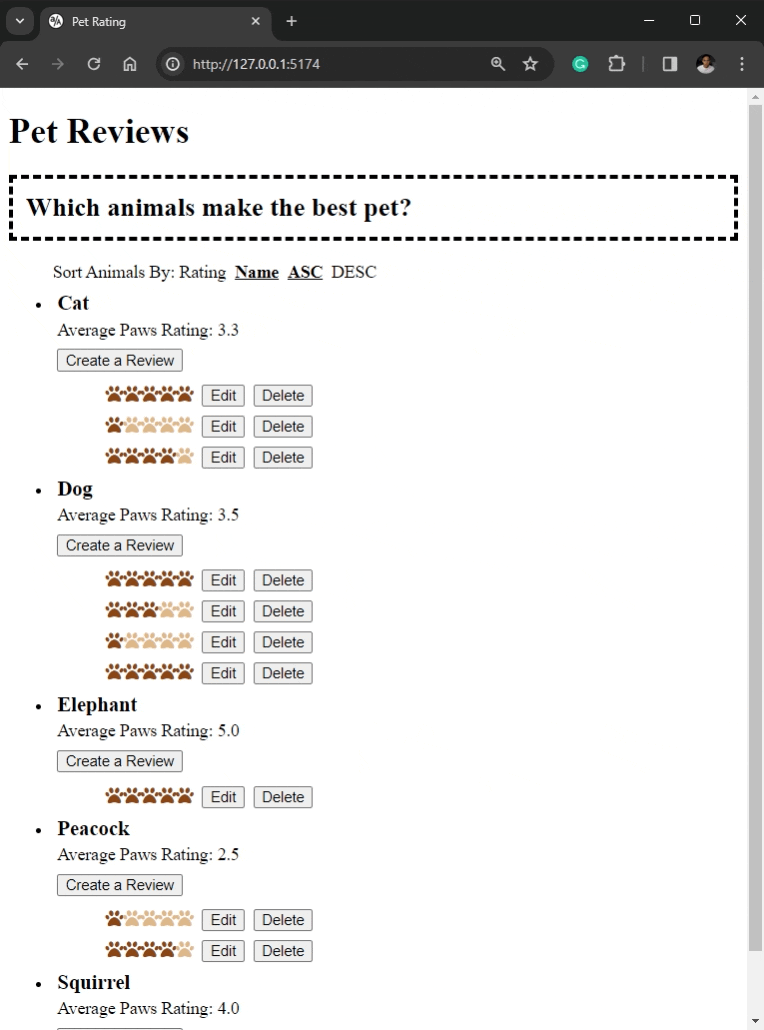 Pet Rating
http://127.0.0.1:5174
Pet Reviews
Which animals make the best pet?
Sort Animals By: Rating Name ASC DESC
Cat
Average Paws Rating: 3.3
Create a Review
Edit Delete
Edit Delete
Edit Delete
Dog
Average Paws Rating: 3.5
Create a Review
Edit Delete
Edit Delete
Edit Delete
Edit Delete
Elephant
Average Paws Rating: 5.0
Create a Review
Edit Delete
Peacock
Average Paws Rating: 2.5
Create a Review
Edit Delete
Edit Delete
Squirrel
Average Paws Rating: 4.0